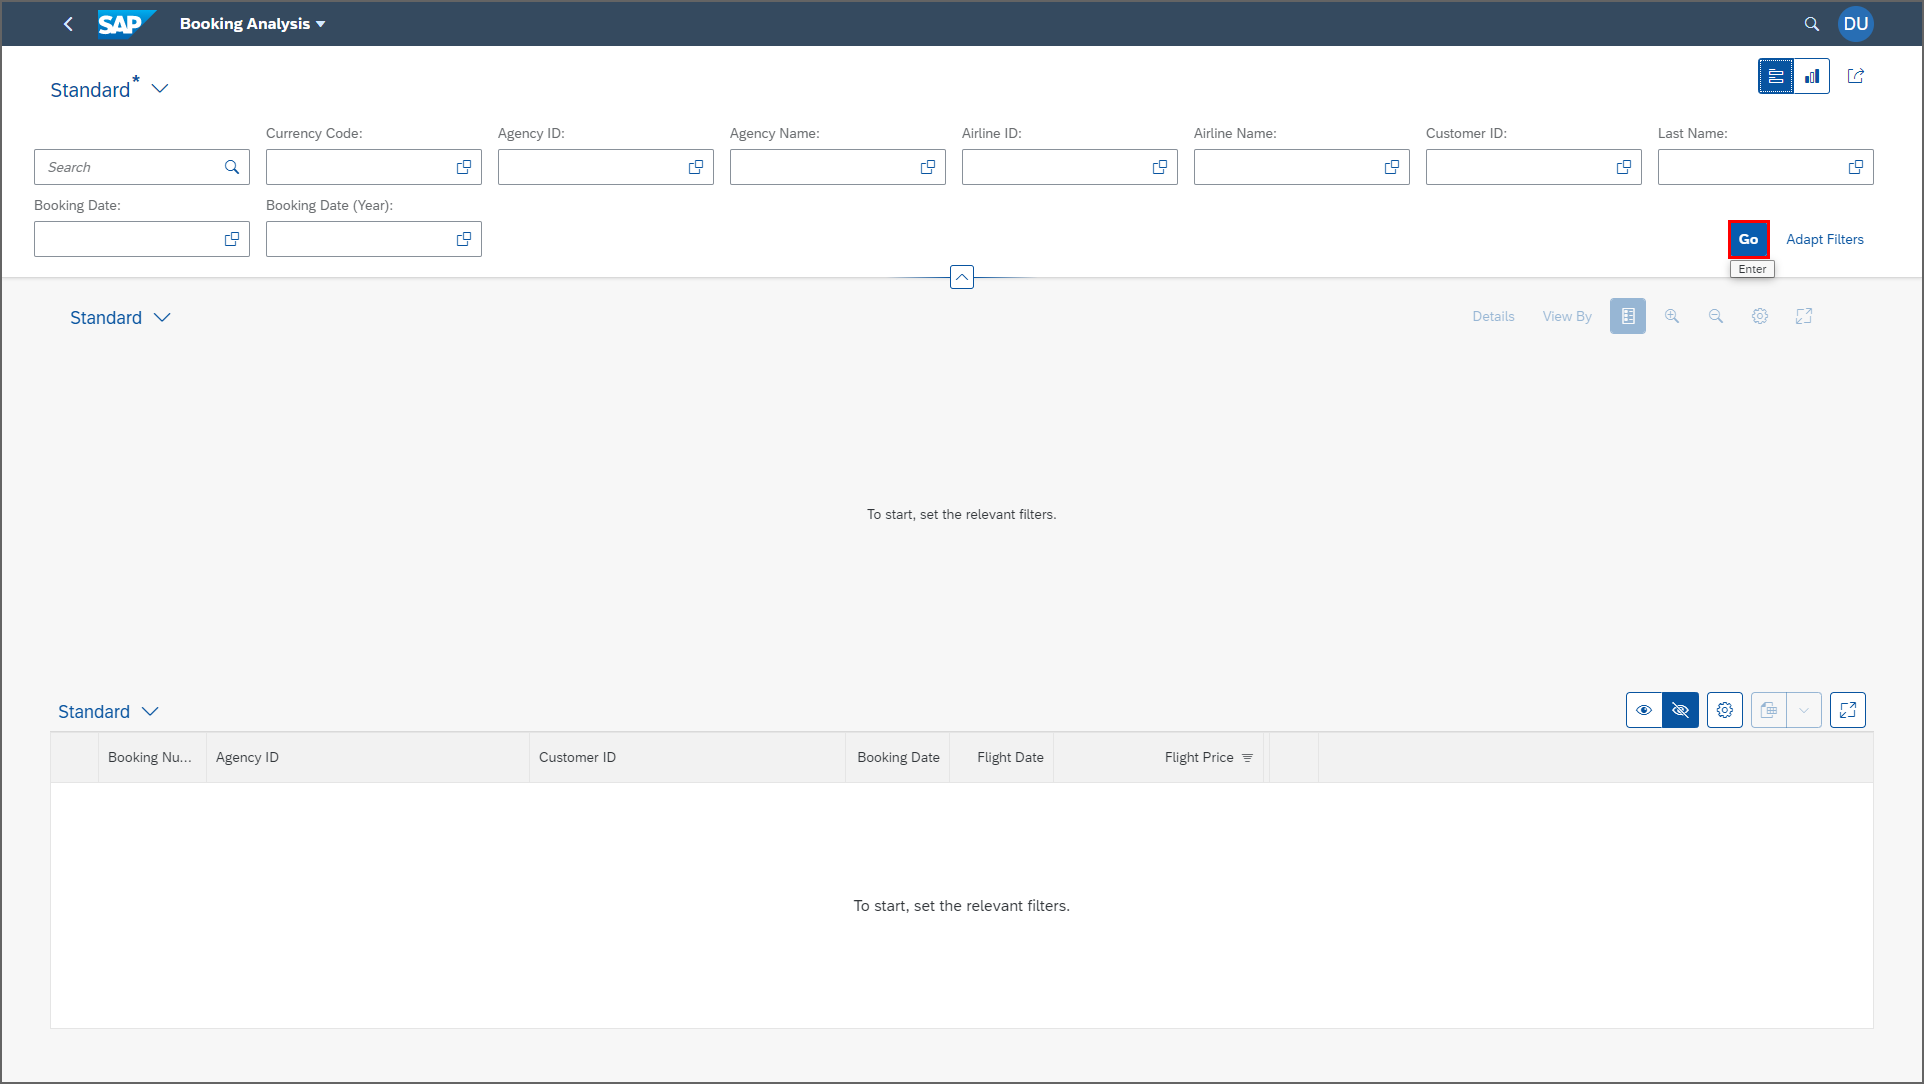 SAP Booking Analysis DU
Standard*
Currency Code: Agency ID: Agency Name: Airline ID: Airline Name: Customer ID: Last Name:
Search
Booking Date: Booking Date (Year):
Go Adapt Filters
Enter
Standard Details View By
To start, set the relevant filters.
Standard
Booking Nu... Agency ID Customer ID Booking Date Flight Date Flight Price
To start, set the relevant filters.